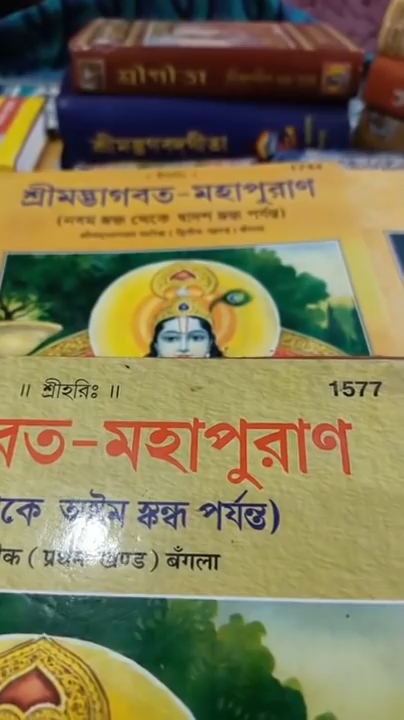 শ্রীগীতা
শ্রীমদ্ভগবদ্গীতা
শ্রীমদ্ভাগবত-মহাপুরাণ
(নবম স্কন্ধ থেকে দ্বাদশ স্কন্ধ পর্যন্ত)
॥ শ্রীহরিঃ ॥ 1577
বত-মহাপুরাণ
কে অষ্টম স্কন্ধ পর্যন্ত)
(প্রথম খণ্ড) বঁগলা